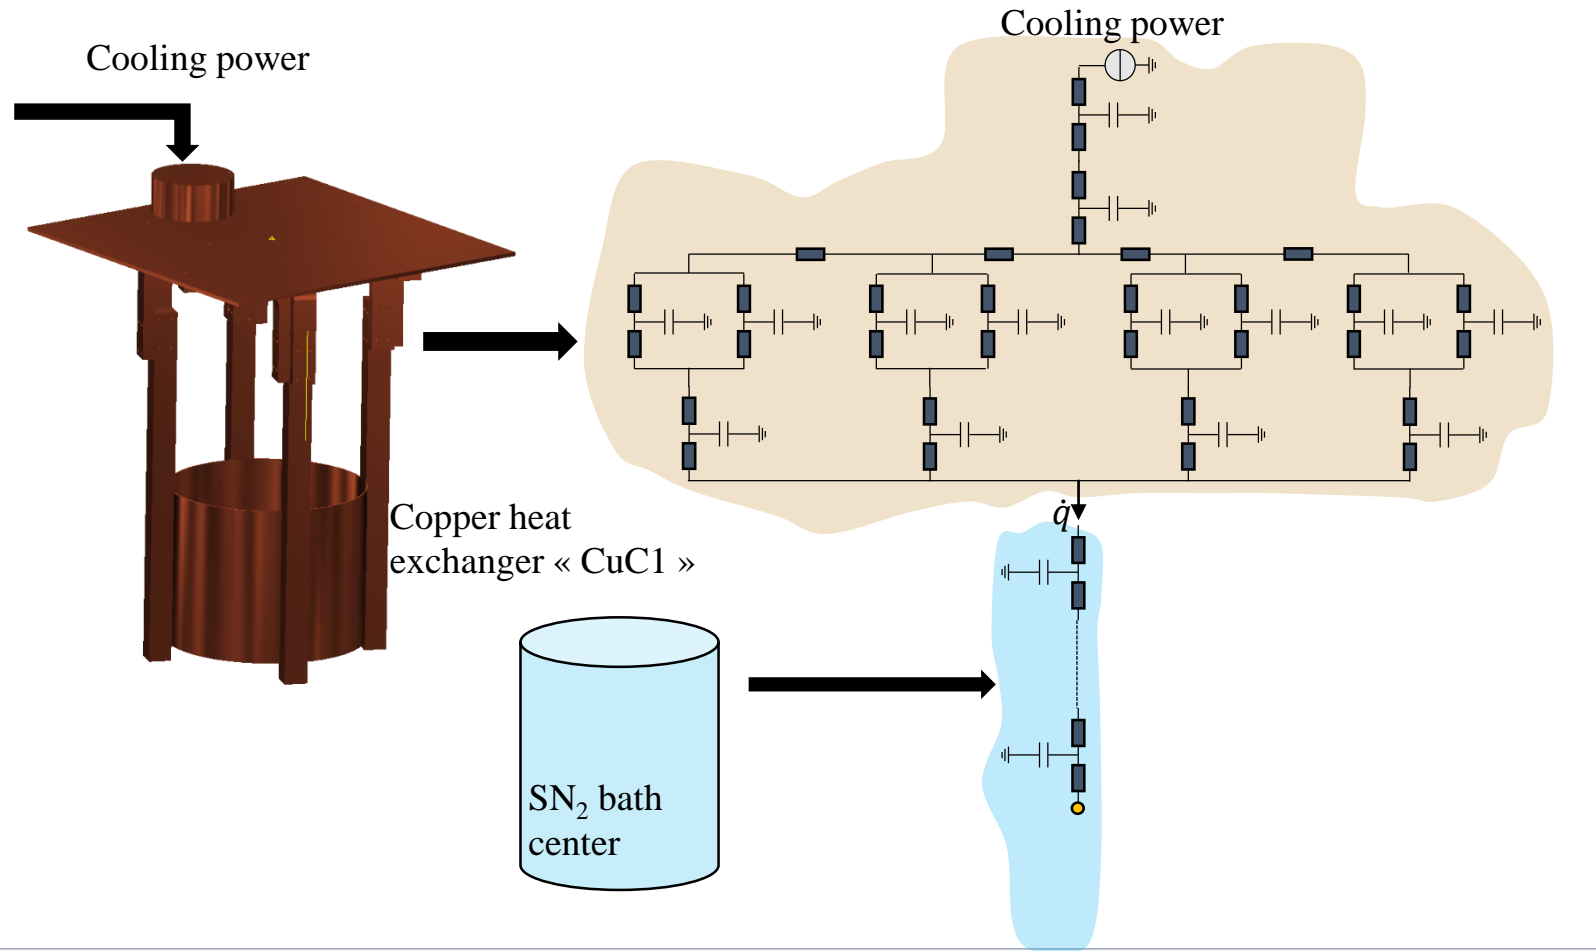 Cooling power
Cooling power
Copper heat
exchanger « CuC1 »
q̇
SN₂ bath
center